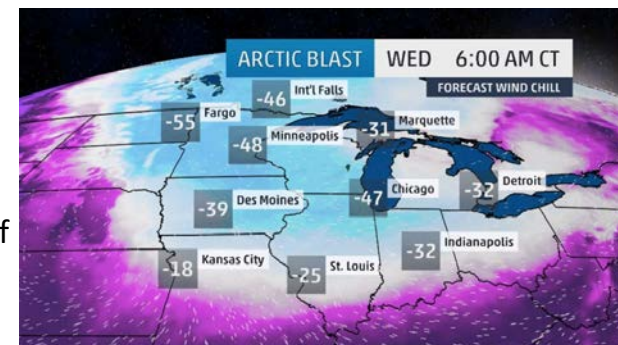 ARCTIC BLAST WED 6:00 AM CT
FORECAST WIND CHILL
-46 Int'l Falls
-55 Fargo
-31 Marquette
-48 Minneapolis
-47 Chicago
-32 Detroit
-39 Des Moines
f
-32 Indianapolis
-18 Kansas City
-25 St. Louis